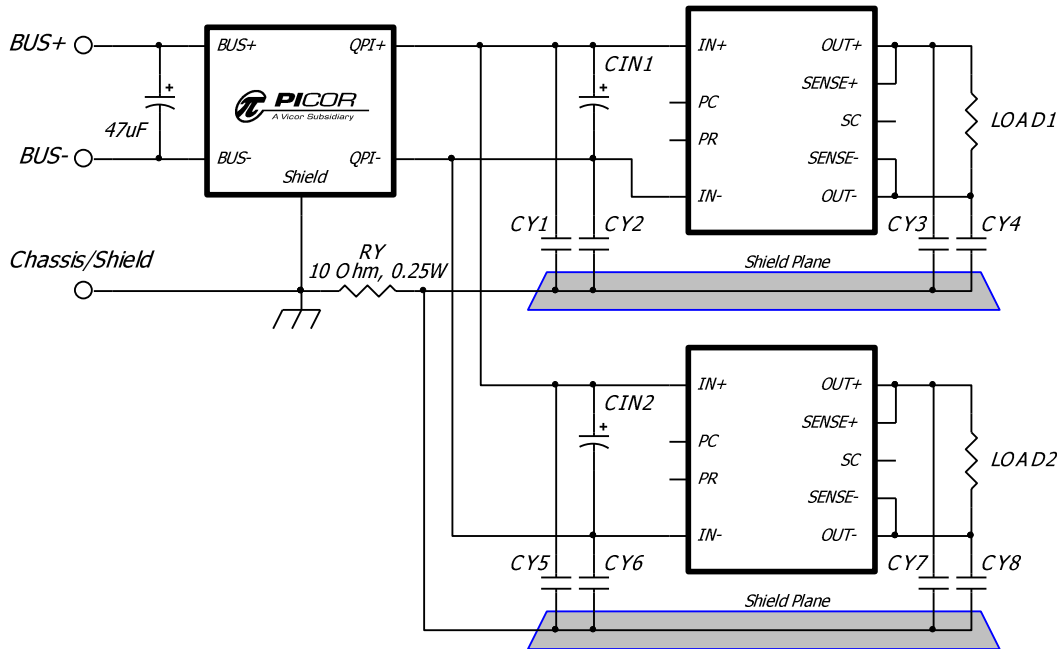 BUS+
BUS-
47uF
Chassis/Shield
BUS+ QPI+
PICOR
A Vicor Subsidiary
BUS- QPI-
Shield
RY
10 Ohm, 0.25W
CIN1
CY1 CY2
IN+ OUT+
SENSE+
PC SC
PR SENSE-
IN- OUT-
LOAD1
CY3 CY4
Shield Plane
CIN2
CY5 CY6
IN+ OUT+
SENSE+
PC SC
PR SENSE-
IN- OUT-
LOAD2
CY7 CY8
Shield Plane